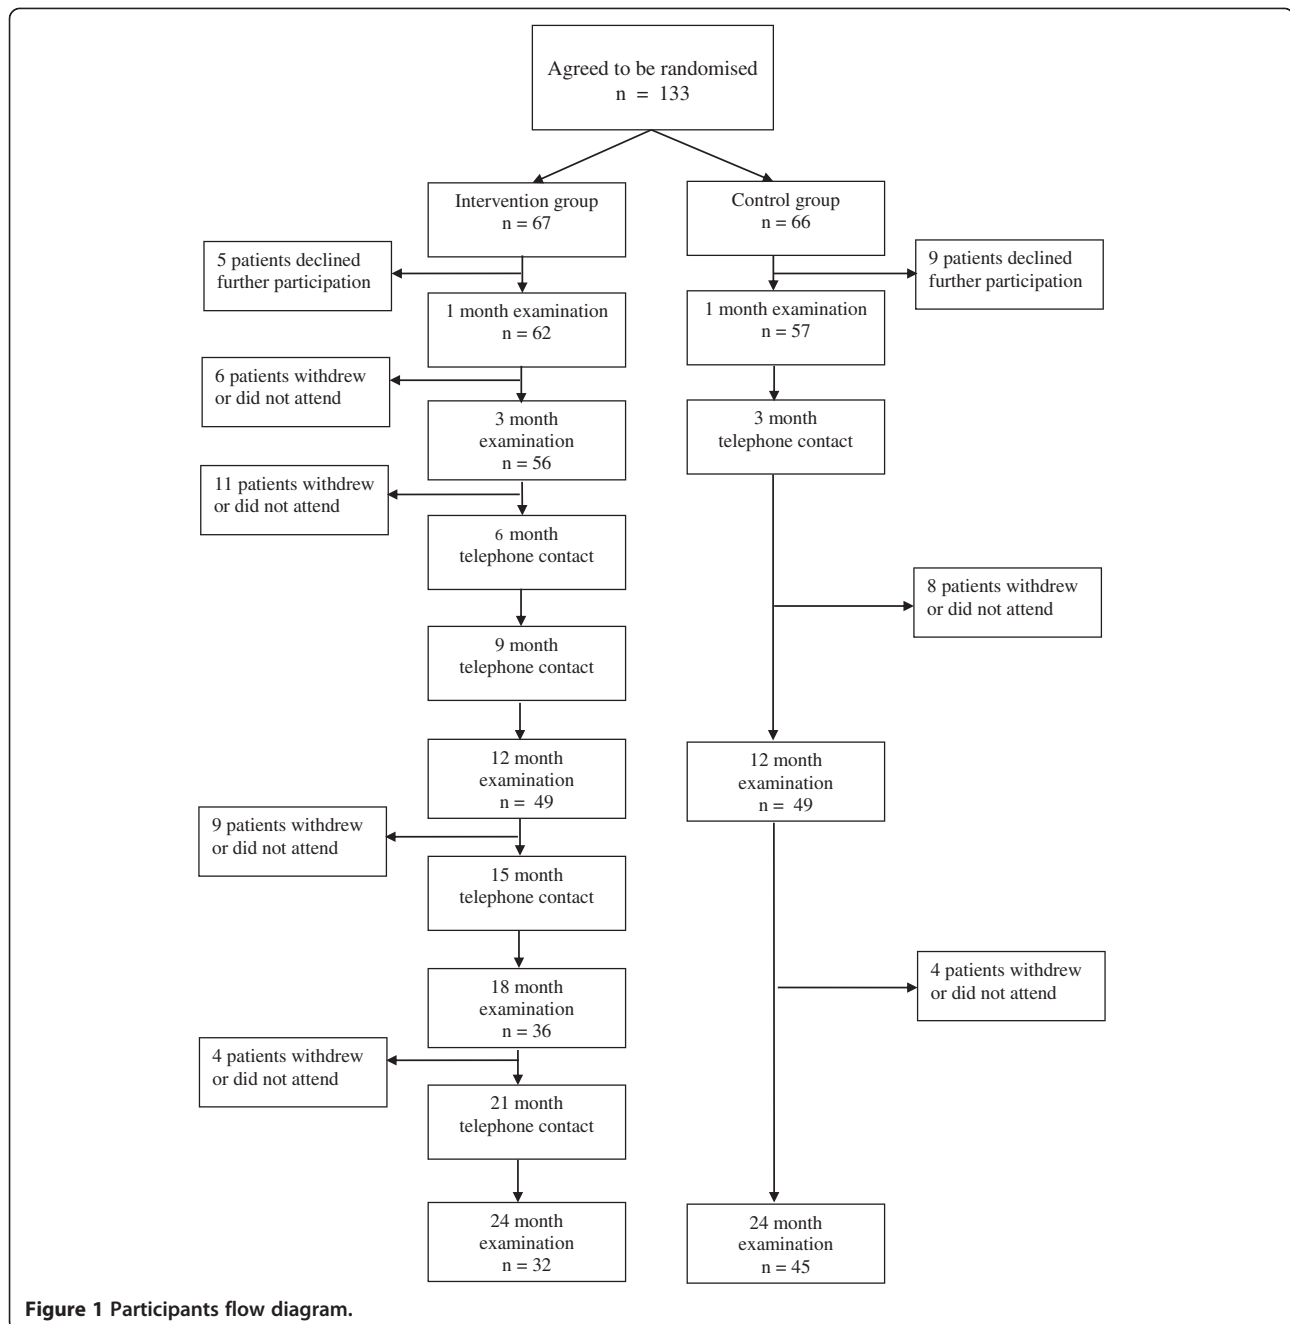 Agreed to be randomised
n = 133
Intervention group
n = 67
Control group
n = 66
5 patients declined
further participation
9 patients declined
further participation
1 month examination
n = 62
1 month examination
n = 57
6 patients withdrew
or did not attend
3 month
examination
n = 56
3 month
telephone contact
11 patients withdrew
or did not attend
6 month
telephone contact
8 patients withdrew
or did not attend
9 month
telephone contact
12 month
examination
n = 49
12 month
examination
n = 49
9 patients withdrew
or did not attend
15 month
telephone contact
4 patients withdrew
or did not attend
18 month
examination
n = 36
4 patients withdrew
or did not attend
21 month
telephone contact
24 month
examination
n = 32
24 month
examination
n = 45
Figure 1 Participants flow diagram.